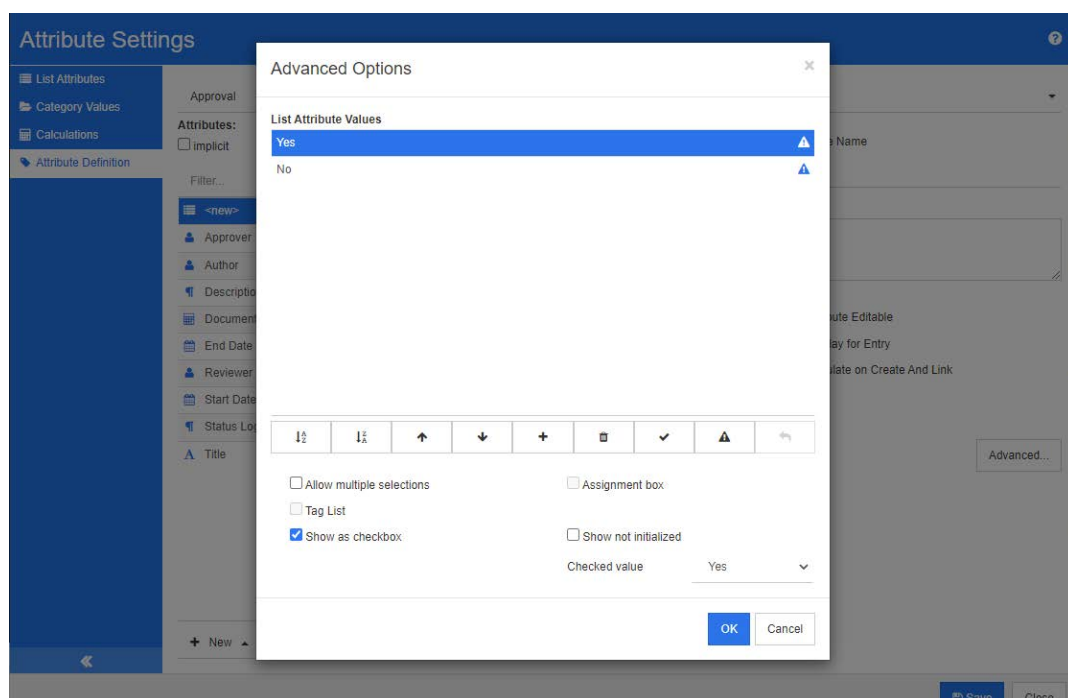 Attribute Settings
List Attributes
Category Values
Calculations
Attribute Definition
Approval
Attributes:
implicit
Filter...
<new>
Approver
Author
Descriptio
Document
End Date
Reviewer
Start Date
Status Log
Title
+ New
Advanced Options
×
List Attribute Values
Yes
No
Allow multiple selections
Assignment box
Tag List
Show as checkbox
Show not initialized
Checked value Yes
OK Cancel
Name
ute Editable
ay for Entry
late on Create And Link
Advanced...
Save Close